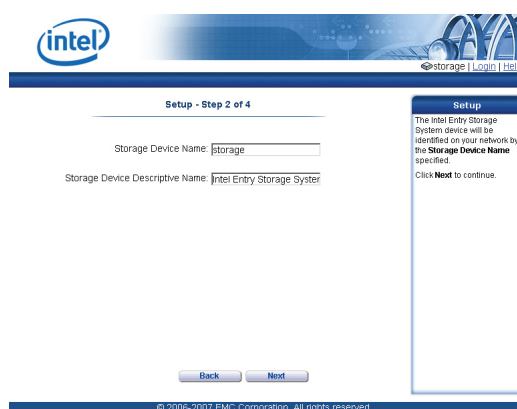 intel
storage | Login | Hel
Setup - Step 2 of 4
Storage Device Name: storage
Storage Device Descriptive Name: Intel Entry Storage System
Setup
The Intel Entry Storage
System device will be
identified on your network by
the Storage Device Name
specified.
Click Next to continue.
Back
Next
© 2006-2007 EMC Corporation. All rights reserved.